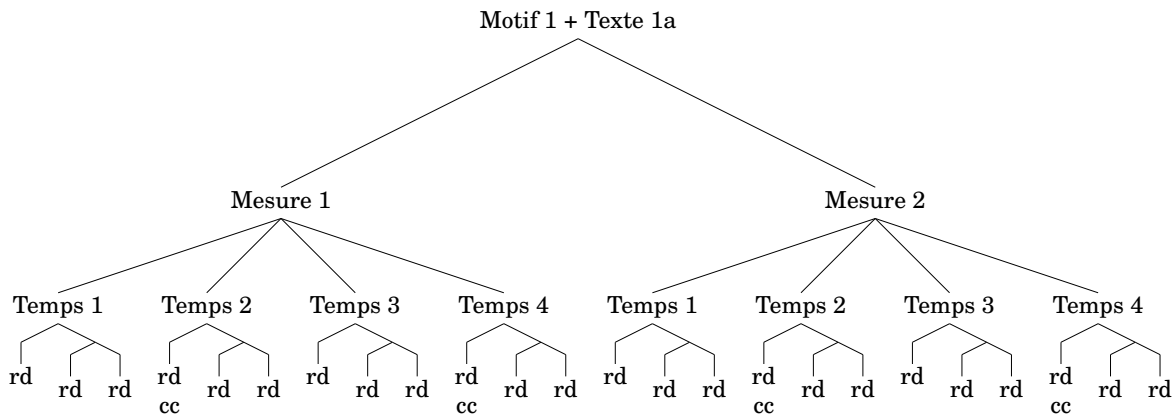 Motif 1 + Texte 1a
Mesure 1 Mesure 2
Temps 1 Temps 2 Temps 3 Temps 4 Temps 1 Temps 2 Temps 3 Temps 4
rd rd rd rd rd rd rd rd rd rd rd rd rd rd rd rd rd rd rd rd rd rd rd rd
cc cc cc cc